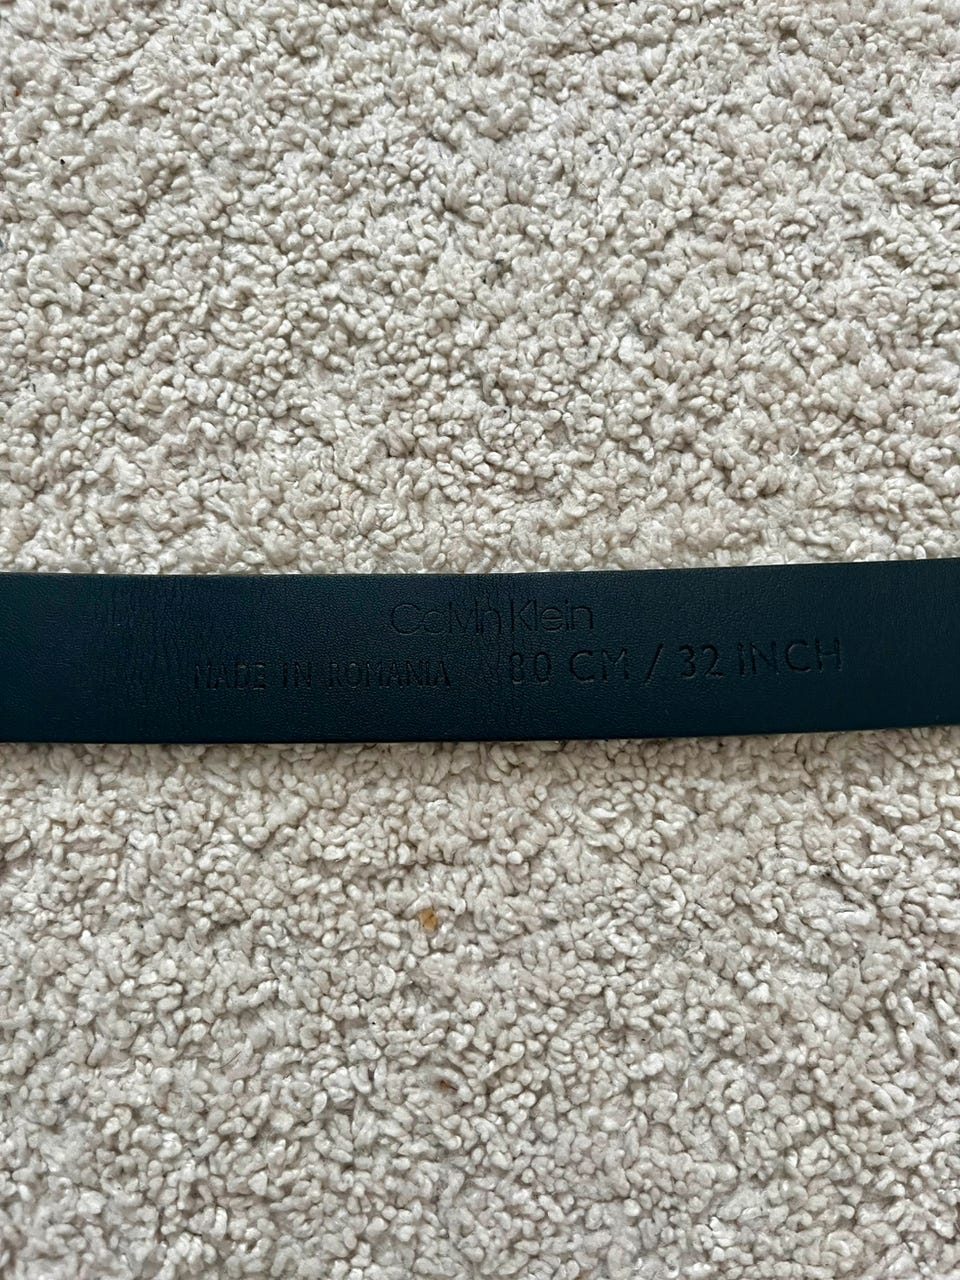 Calvin Klein
MADE IN ROMANIA 80 CM / 32 INCH